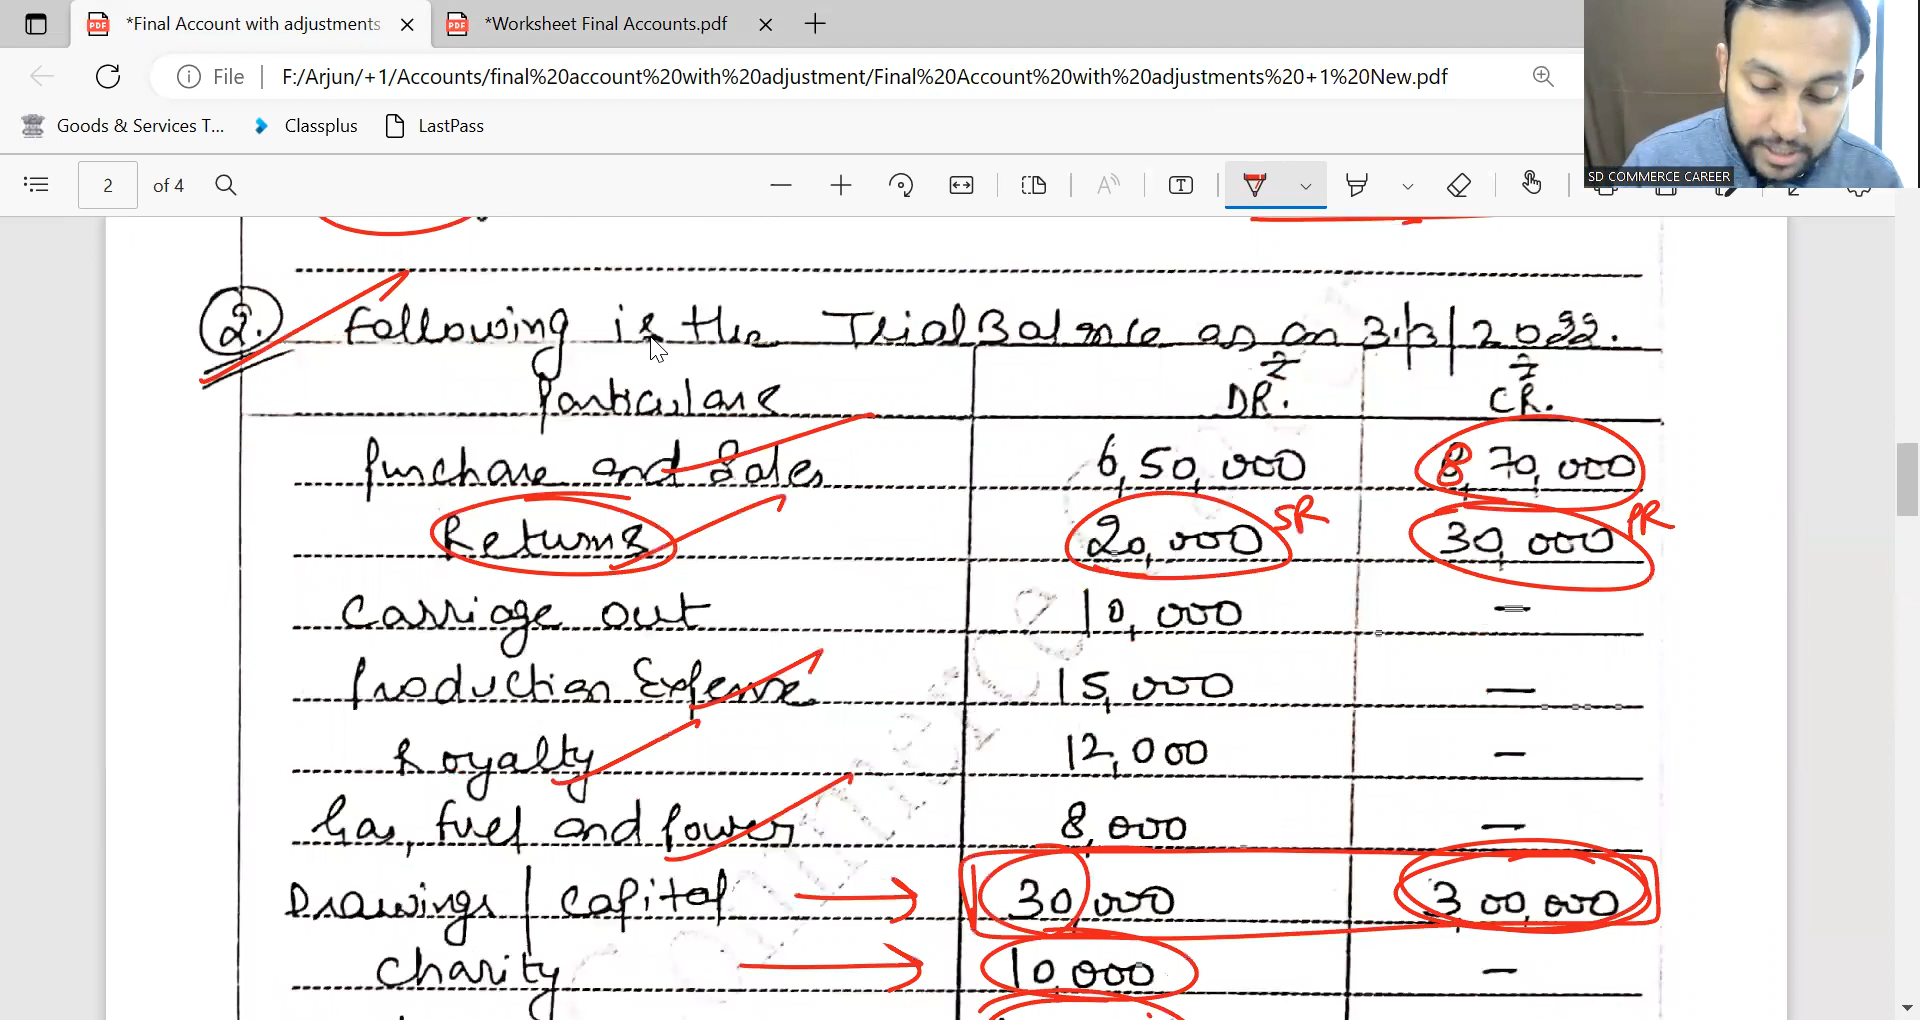 *Final Account with adjustments
*Worksheet Final Accounts.pdf
File
F:/Arjun/+1/Accounts/final%20account%20with%20adjustment/Final%20Account%20with%20adjustments%20+1%20New.pdf
Goods & Services T...
Classplus
LastPass
2 of 4
SD COMMERCE CAREER
2. Following is the Trial Balance as on 31/3/2022.
Particulars DR. ₹ CR. ₹
Purchase and Sales 6,50,000 8,70,000
Returns 20,000 SR 30,000 PR
Carriage out 10,000 —
Production Expense 15,000 —
Royalty 12,000 —
Gas, fuel and power 8,000 —
Drawings | Capital 30,000 3,00,000
Charity 10,000 —